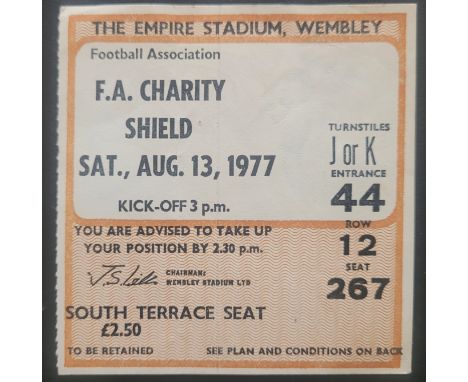 THE EMPIRE STADIUM, WEMBLEY
Football Association
F.A. CHARITY
SHIELD
SAT., AUG. 13, 1977
KICK-OFF 3 p.m.
TURNSTILES
J or K
ENTRANCE
44
ROW
12
SEAT
267
YOU ARE ADVISED TO TAKE UP
YOUR POSITION BY 2.30 p.m.
CHAIRMAN:
WEMBLEY STADIUM LTD
SOUTH TERRACE SEAT
£2.50
TO BE RETAINED
SEE PLAN AND CONDITIONS ON BACK